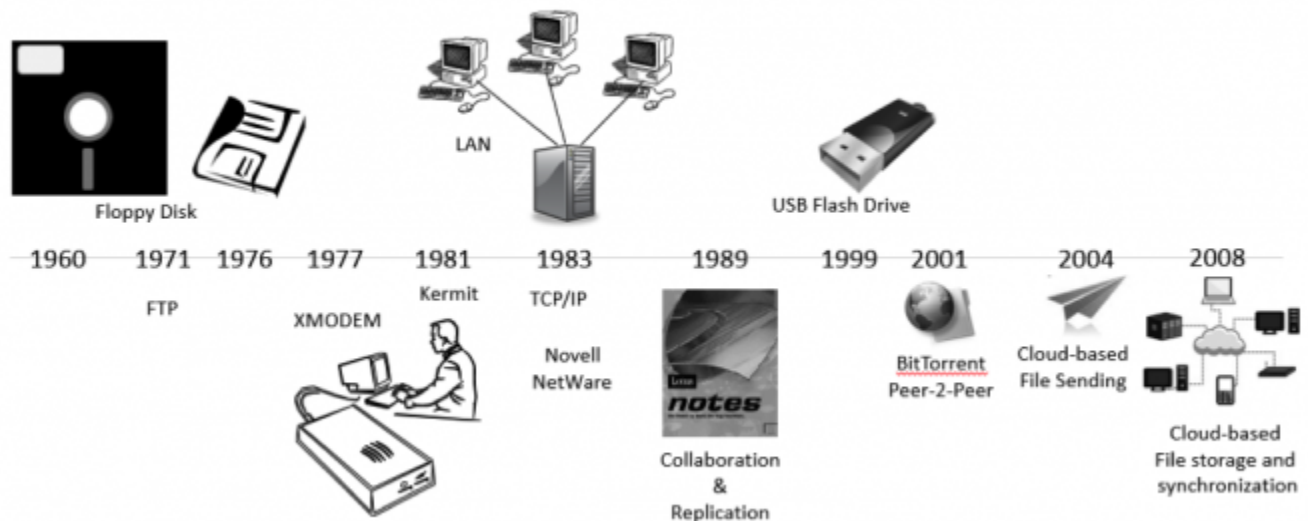 LAN
Floppy Disk
USB Flash Drive
1960 1971 1976 1977 1981 1983 1989 1999 2001 2004 2008
FTP
XMODEM
Kermit
TCP/IP
Novell
NetWare
notes
Collaboration
&
Replication
BitTorrent
Peer-2-Peer
Cloud-based
File Sending
Cloud-based
File storage and
synchronization